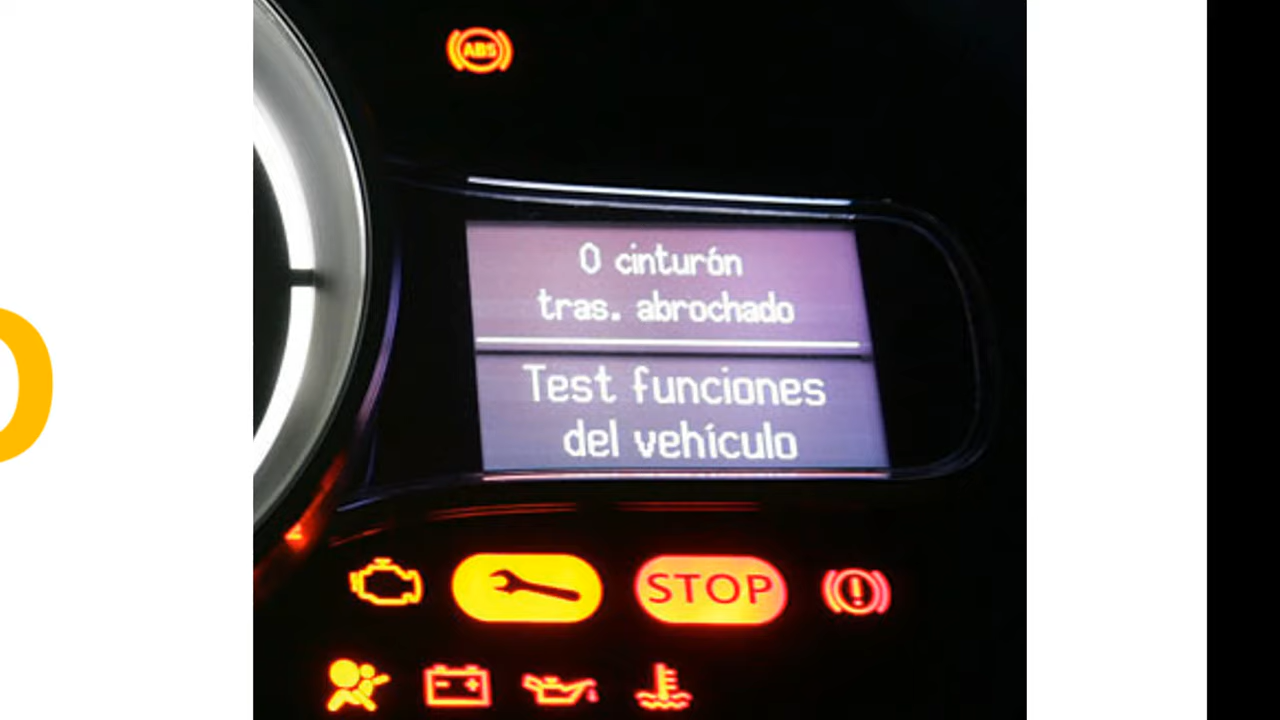 ABS
0 cinturón
tras. abrochado
Test funciones
del vehículo
STOP